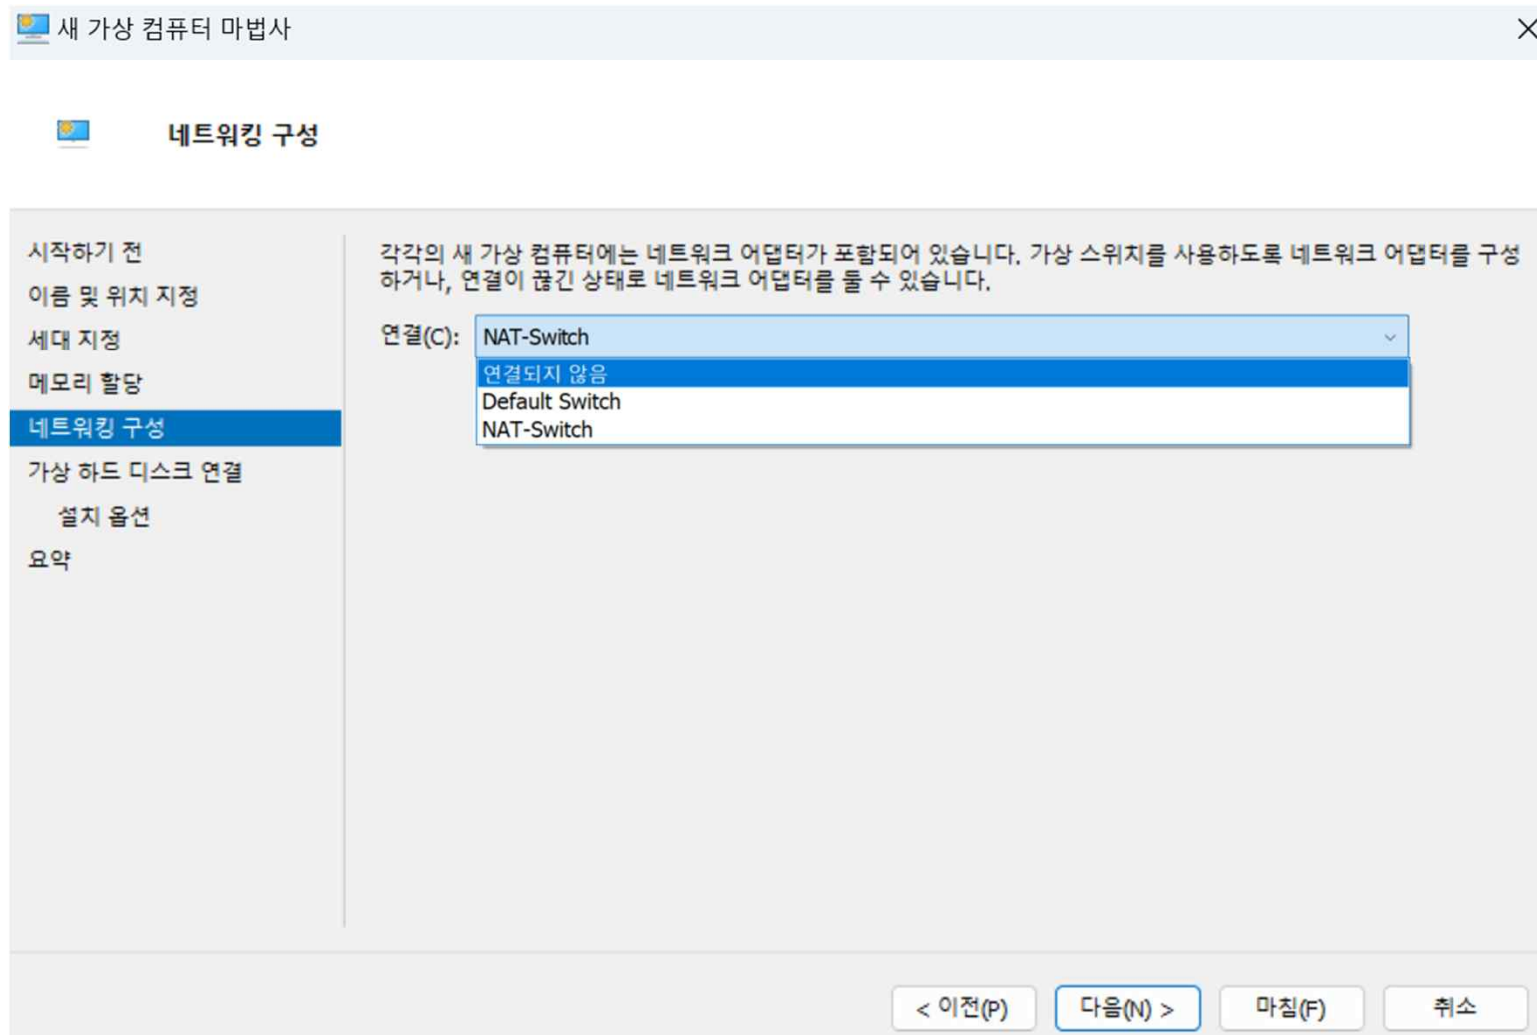 새 가상 컴퓨터 마법사
네트워킹 구성
시작하기 전
이름 및 위치 지정
세대 지정
메모리 할당
네트워킹 구성
가상 하드 디스크 연결
설치 옵션
요약
각각의 새 가상 컴퓨터에는 네트워크 어댑터가 포함되어 있습니다. 가상 스위치를 사용하도록 네트워크 어댑터를 구성
하거나, 연결이 끊긴 상태로 네트워크 어댑터를 둘 수 있습니다.
연결(C): NAT-Switch
연결되지 않음
Default Switch
NAT-Switch
< 이전(P) 다음(N) > 마침(F) 취소